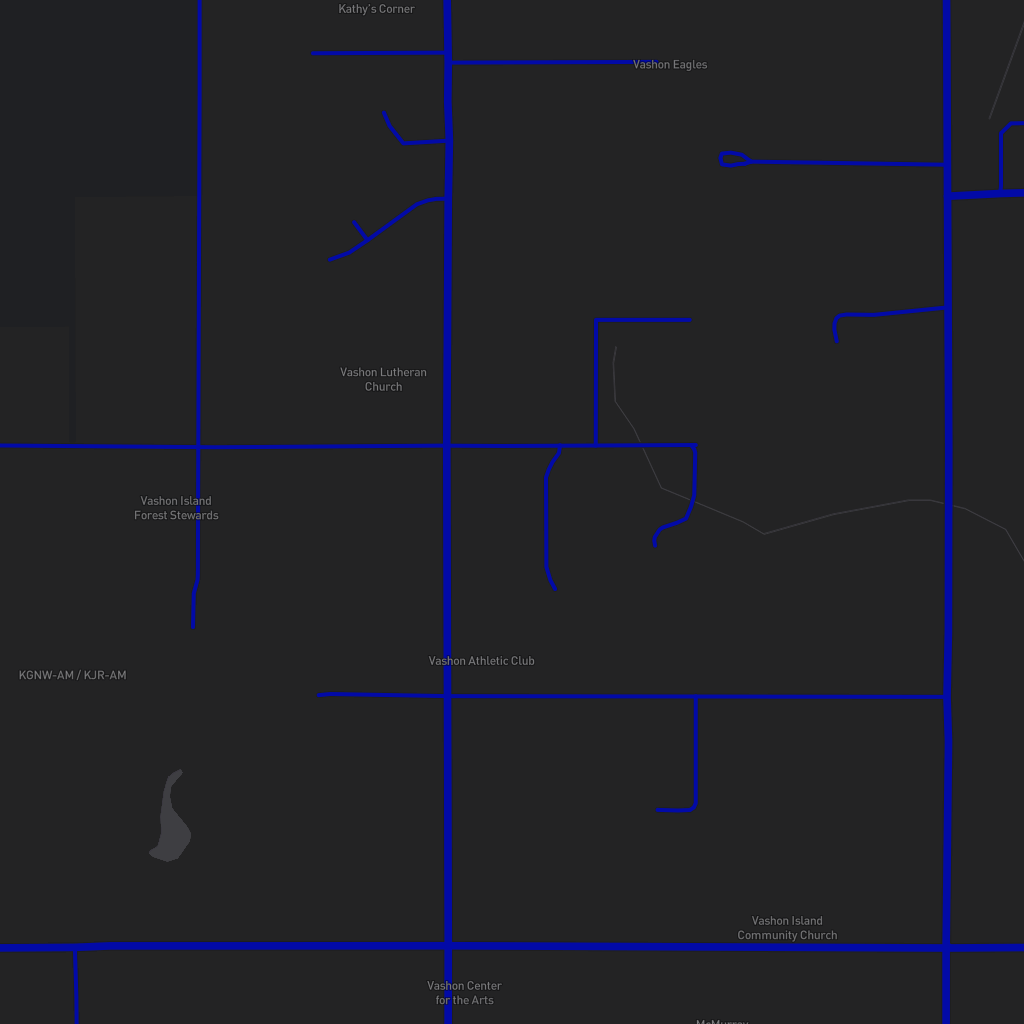 Kathy's Corner
Vashon Eagles
Vashon Lutheran
Church
Vashon Island
Forest Stewards
Vashon Athletic Club
KGNW-AM / KJR-AM
Vashon Island
Community Church
Vashon Center
for the Arts
McMurray